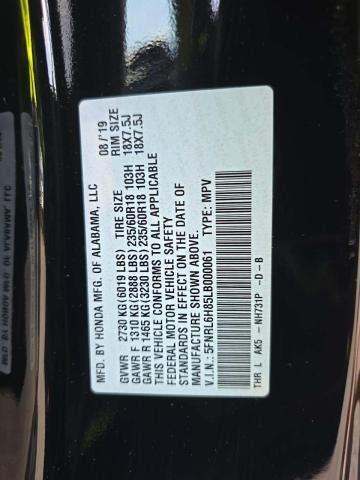 MFD. BY HONDA MFG. OF ALABAMA, LLC 08/'19
GVWR 2730 KG (6019 LBS) TIRE SIZE RIM SIZE
GAWR F 1310 KG (2888 LBS) 235/60R18 103H 18X7.5J
GAWR R 1465 KG (3230 LBS) 235/60R18 103H 18X7.5J
THIS VEHICLE CONFORMS TO ALL APPLICABLE
FEDERAL MOTOR VEHICLE SAFETY
STANDARDS IN EFFECT ON THE DATE OF
MANUFACTURE SHOWN ABOVE.
V.I.N.: 5FNRL6H85LB000061 TYPE: MPV
THR L AK5 - NH731P -D - B